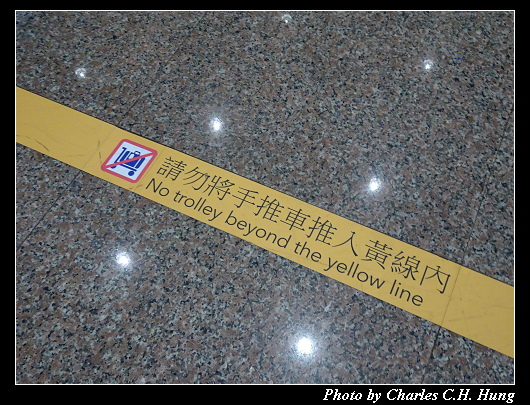 請勿將手推車推入黃線內
No trolley beyond the yellow line
Photo by Charles C.H. Hung